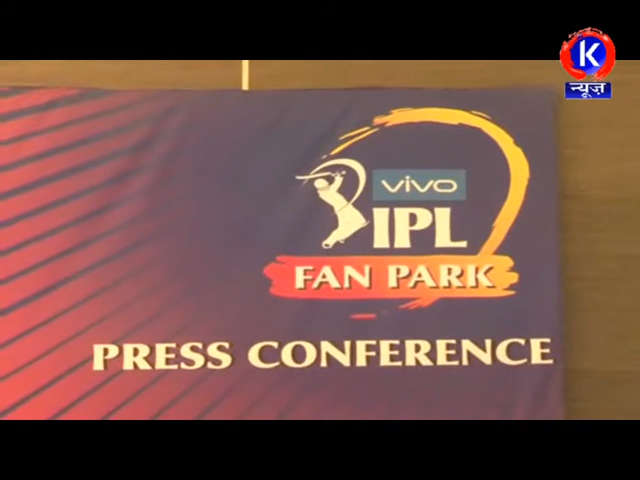 K
न्यूज़
vivo
IPL
FAN PARK
PRESS CONFERENCE